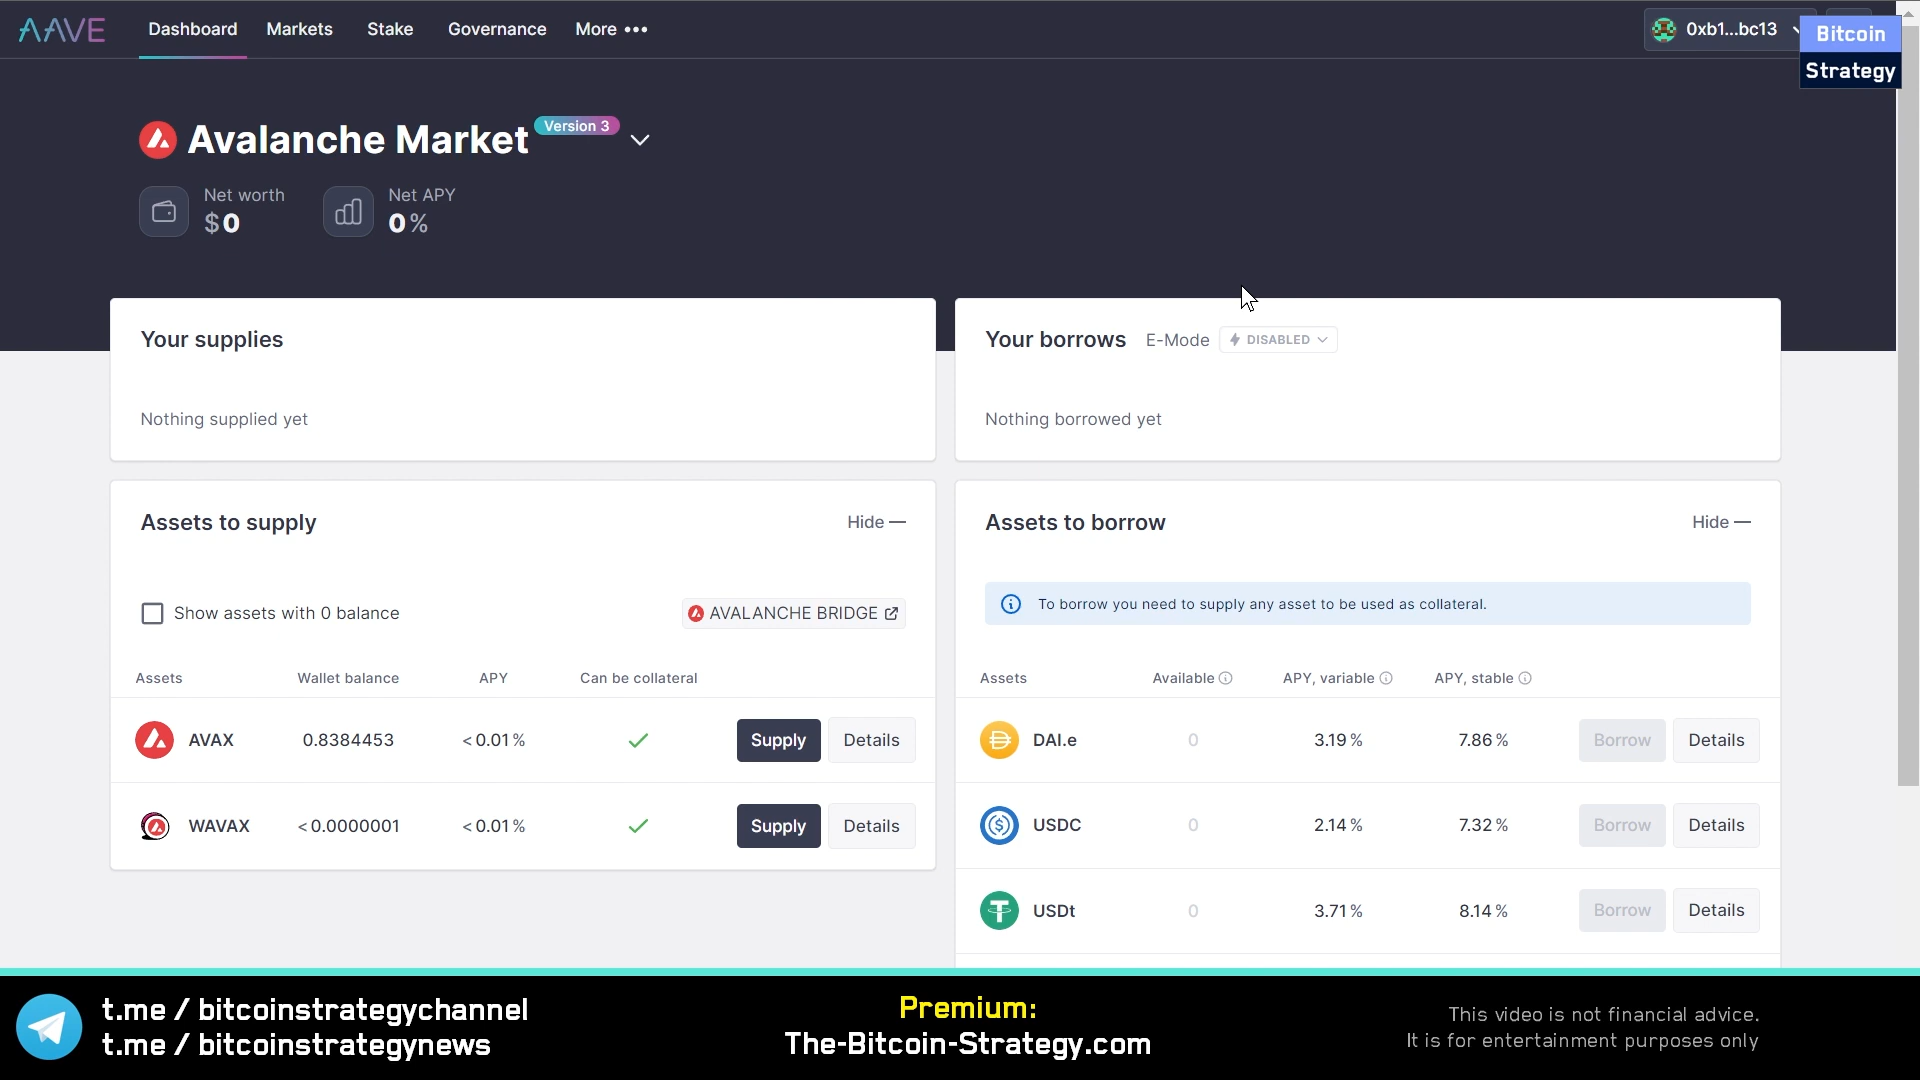 AAVE Dashboard Markets Stake Governance More 0xb1...bc13
Bitcoin
Strategy
Avalanche Market Version 3
Net worth Net APY
$0 0%
Your supplies
Nothing supplied yet
Your borrows E-Mode DISABLED
Nothing borrowed yet
Assets to supply Hide
Show assets with 0 balance AVALANCHE BRIDGE
Assets Wallet balance APY Can be collateral
AVAX 0.8384453 <0.01% Supply Details
WAVAX <0.0000001 <0.01% Supply Details
Assets to borrow Hide
To borrow you need to supply any asset to be used as collateral.
Assets Available APY, variable APY, stable
DAI.e 0 3.19% 7.86% Borrow Details
USDC 0 2.14% 7.32% Borrow Details
USDt 0 3.71% 8.14% Borrow Details
t.me / bitcoinstrategychannel
t.me / bitcoinstrategynews
Premium:
The-Bitcoin-Strategy.com
This video is not financial advice.
It is for entertainment purposes only